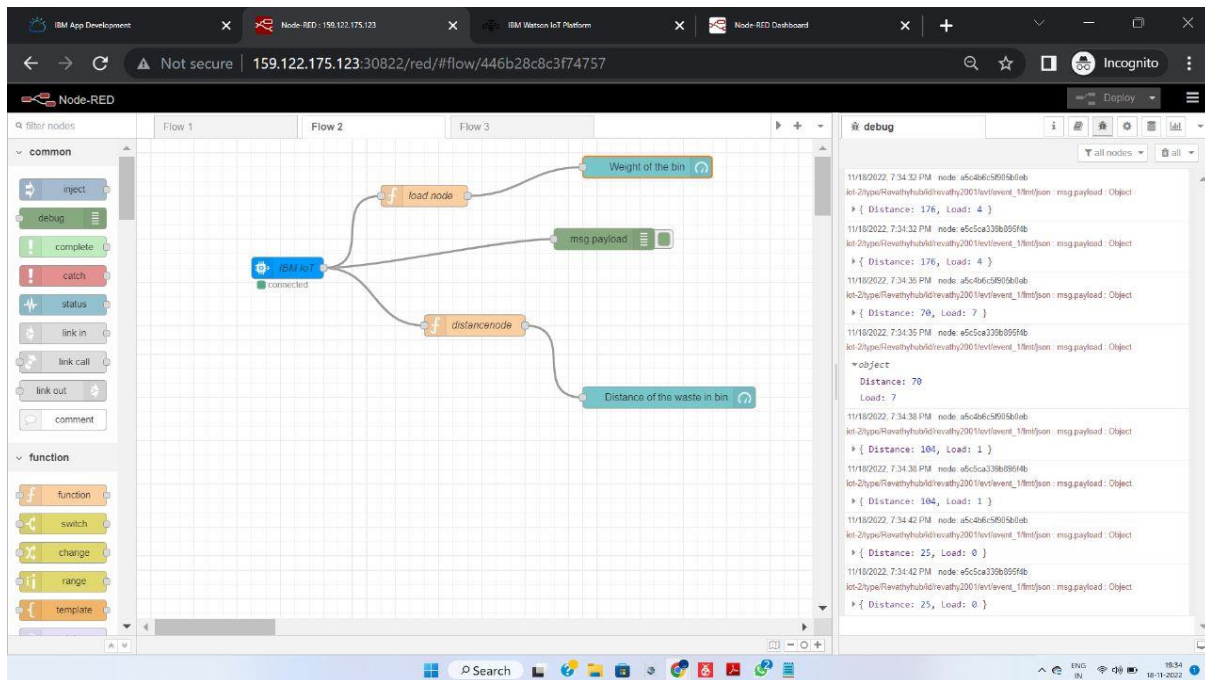 IBM App Development
Node-RED : 159.122.175.123
IBM Watson IoT Platform
Node-RED Dashboard
Not secure
159.122.175.123:30822/red/#flow/446b28c8c3f74757
Incognito
Node-RED
Deploy
filter nodes
Flow 1
Flow 2
Flow 3
debug
all nodes
all
common
inject
debug
complete
catch
status
link in
link call
link out
comment
function
function
switch
change
range
template
load node
Weight of the bin
msg.payload
IBM IoT
connected
distancenode
Distance of the waste in bin
11/18/2022, 7:34:32 PM node: a5c4b6c5f905b0eb
iot-2/type/Revathyhub/id/revathy2001/evt/event_1/fmt/json : msg.payload : Object
{ Distance: 176, Load: 4 }
11/18/2022, 7:34:32 PM node: e5c5ca339b895f4b
iot-2/type/Revathyhub/id/revathy2001/evt/event_1/fmt/json : msg.payload : Object
{ Distance: 176, Load: 4 }
11/18/2022, 7:34:35 PM node: a5c4b6c5f905b0eb
iot-2/type/Revathyhub/id/revathy2001/evt/event_1/fmt/json : msg.payload : Object
{ Distance: 70, Load: 7 }
11/18/2022, 7:34:35 PM node: e5c5ca339b895f4b
iot-2/type/Revathyhub/id/revathy2001/evt/event_1/fmt/json : msg.payload : Object
object
Distance: 70
Load: 7
11/18/2022, 7:34:38 PM node: a5c4b6c5f905b0eb
iot-2/type/Revathyhub/id/revathy2001/evt/event_1/fmt/json : msg.payload : Object
{ Distance: 104, Load: 1 }
11/18/2022, 7:34:38 PM node: e5c5ca339b895f4b
iot-2/type/Revathyhub/id/revathy2001/evt/event_1/fmt/json : msg.payload : Object
{ Distance: 104, Load: 1 }
11/18/2022, 7:34:42 PM node: a5c4b6c5f905b0eb
iot-2/type/Revathyhub/id/revathy2001/evt/event_1/fmt/json : msg.payload : Object
{ Distance: 25, Load: 0 }
11/18/2022, 7:34:42 PM node: e5c5ca339b895f4b
iot-2/type/Revathyhub/id/revathy2001/evt/event_1/fmt/json : msg.payload : Object
{ Distance: 25, Load: 0 }
Search
ENG
IN
19:34
18-11-2022